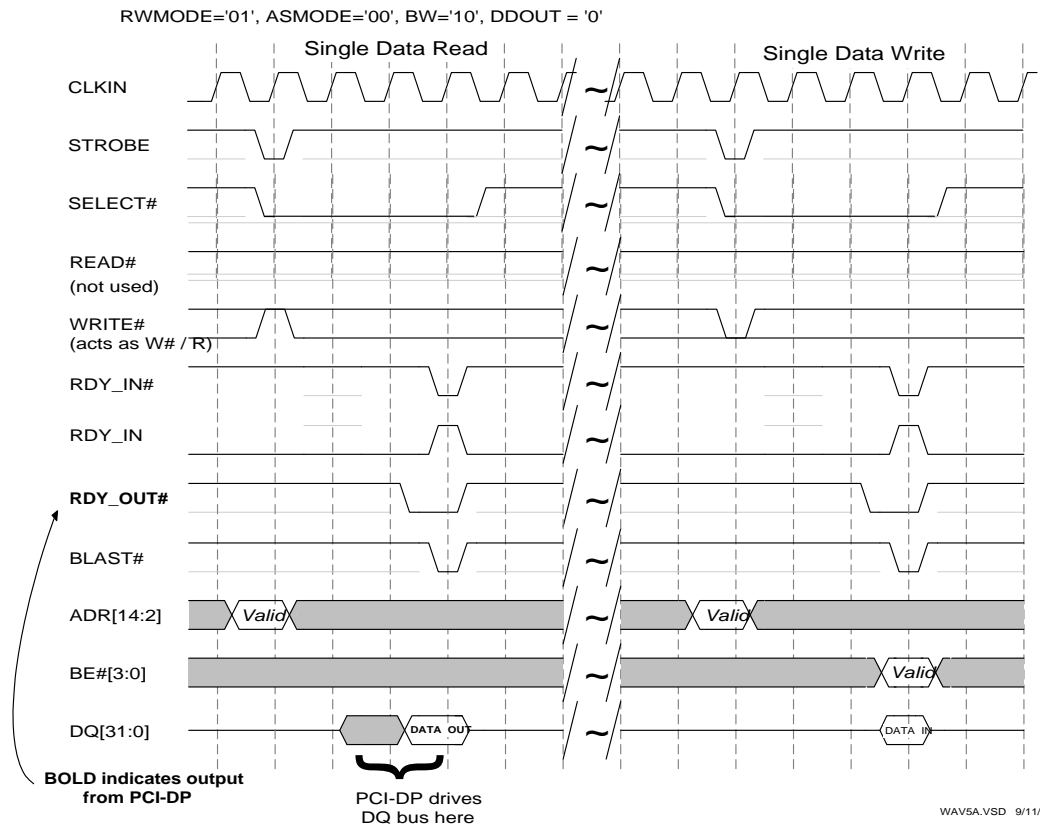 RWMODE='01', ASMODE='00', BW='10', DDOUT = '0'
Single Data Read
Single Data Write
CLKIN
~
STROBE
~
SELECT#
~
READ#
(not used)
~
WRITE#
(acts as W# / R)
~
RDY_IN#
~
RDY_IN
~
RDY_OUT#
~
BLAST#
~
ADR[14:2]
Valid
~
Valid
BE#[3:0]
~
Valid
DQ[31:0]
DATA OUT
~
DATA IN
BOLD indicates output
from PCI-DP
PCI-DP drives
DQ bus here
WAV5A.VSD 9/11/